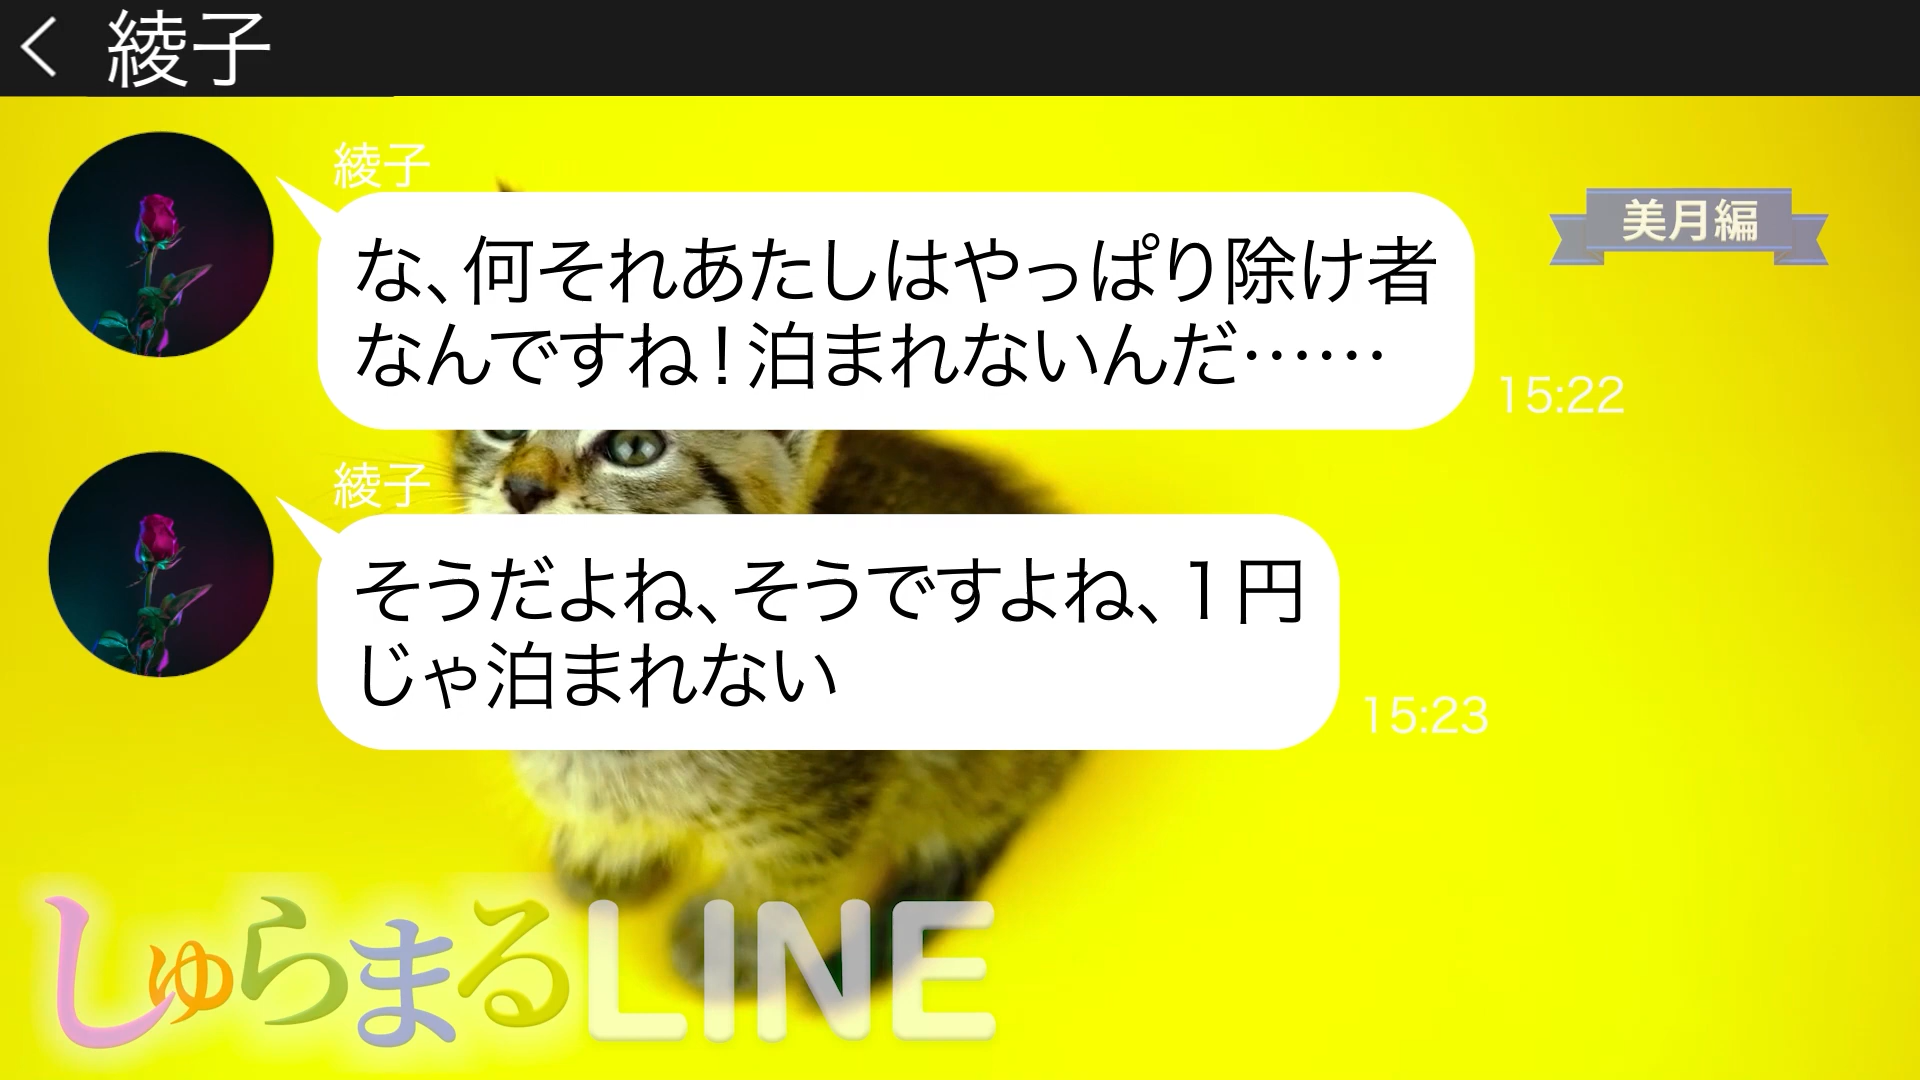 綾子
綾子
な、何それあたしはやっぱり除け者
なんですね！泊まれないんだ……
15:22
美月編
綾子
そうだよね、そうですよね、１円
じゃ泊まれない
15:23
しゅらまるLINE